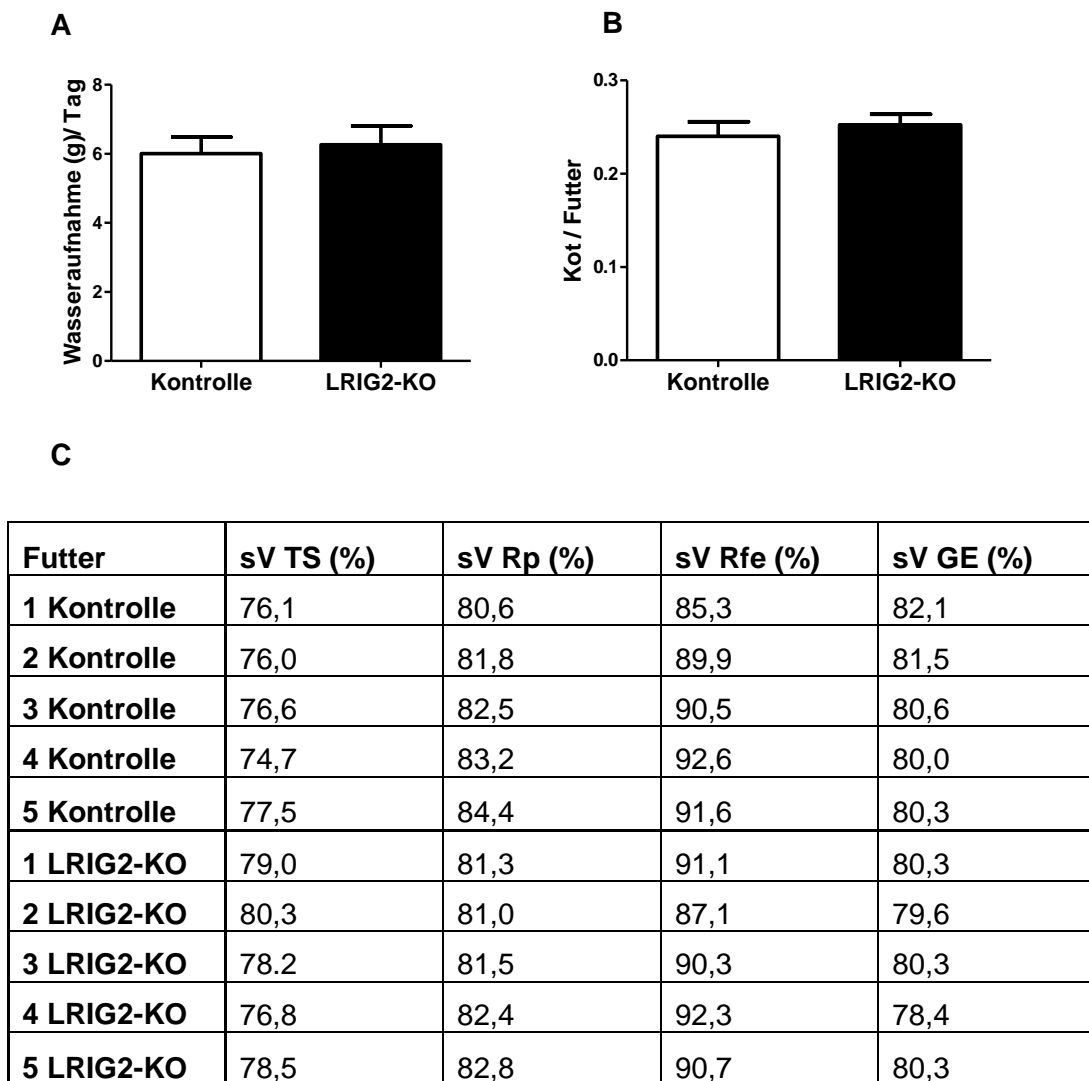 A
B
Wasseraufnahme (g)/ Tag
8
6
4
2
0
Kontrolle LRIG2-KO
Kot / Futter
0.3
0.2
0.1
0.0
Kontrolle LRIG2-KO
C
Futter sV TS (%) sV Rp (%) sV Rfe (%) sV GE (%)
1 Kontrolle 76,1 80,6 85,3 82,1
2 Kontrolle 76,0 81,8 89,9 81,5
3 Kontrolle 76,6 82,5 90,5 80,6
4 Kontrolle 74,7 83,2 92,6 80,0
5 Kontrolle 77,5 84,4 91,6 80,3
1 LRIG2-KO 79,0 81,3 91,1 80,3
2 LRIG2-KO 80,3 81,0 87,1 79,6
3 LRIG2-KO 78.2 81,5 90,3 80,3
4 LRIG2-KO 76,8 82,4 92,3 78,4
5 LRIG2-KO 78,5 82,8 90,7 80,3